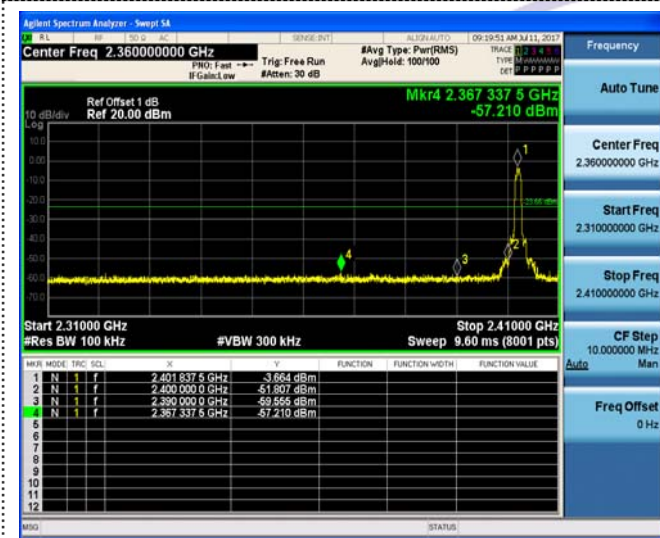 Agilent Spectrum Analyzer - Swept SA
RL RF 50 Ω AC SENSE:INT ALIGNAUTO 09:19:51 AM Jul 11, 2017
Center Freq 2.360000000 GHz
PNO: Fast
IFGain:Low
Trig: Free Run
#Atten: 30 dB
#Avg Type: Pwr(RMS)
Avg|Hold: 100/100
TRACE 1 2 3 4 5 6
TYPE
DET P P P P P P
Frequency
Auto Tune
Center Freq
2.360000000 GHz
Start Freq
2.310000000 GHz
Stop Freq
2.410000000 GHz
CF Step
10.000000 MHz
Auto Man
Freq Offset
0 Hz
Mkr4 2.367 337 5 GHz
-57.210 dBm
Ref Offset 1 dB
10 dB/div Ref 20.00 dBm
Log
10.0
0.00
-10.0
-20.0
-30.0
-40.0
-50.0
-60.0
-70.0
1
-23.66 dBm
2
3
4
Start 2.31000 GHz Stop 2.41000 GHz
#Res BW 100 kHz #VBW 300 kHz Sweep 9.60 ms (8001 pts)
MKR MODE TRC SCL X Y FUNCTION FUNCTION WIDTH FUNCTION VALUE
1 N 1 f 2.401 837 5 GHz -3.664 dBm
2 N 1 f 2.400 000 0 GHz -51.807 dBm
3 N 1 f 2.390 000 0 GHz -59.555 dBm
4 N 1 f 2.367 337 5 GHz -57.210 dBm
5
6
7
8
9
10
11
12
MSG STATUS